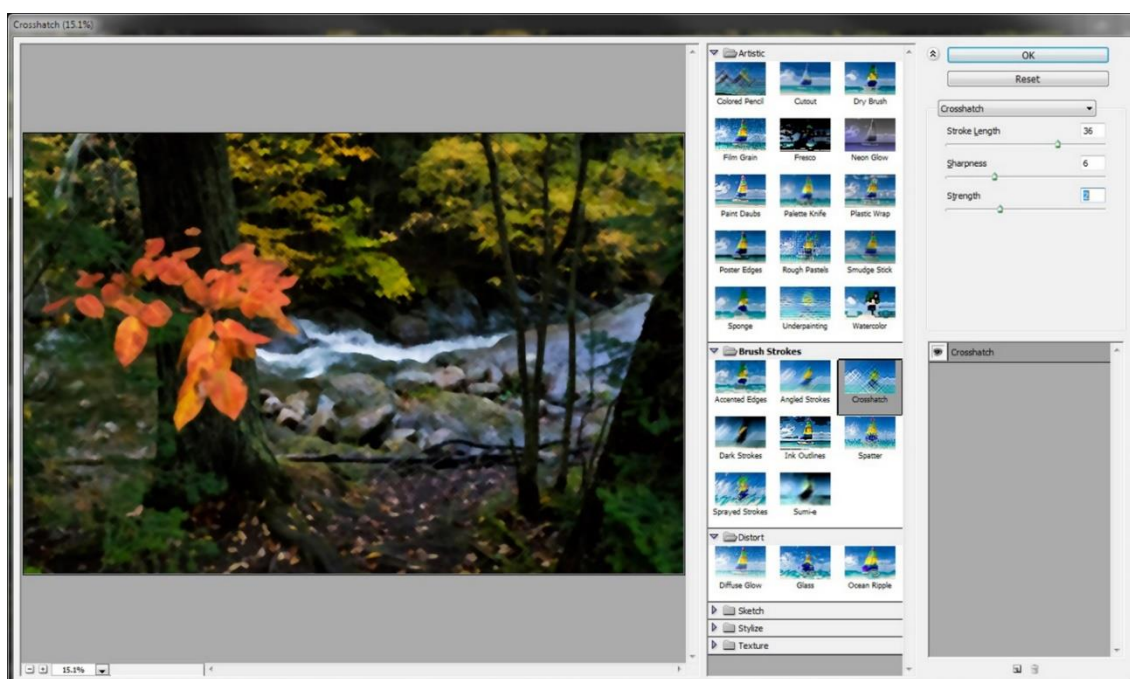 Crosshatch (15.1%)
Artistic
Colored Pencil
Cutout
Dry Brush
Film Grain
Fresco
Neon Glow
Paint Daubs
Palette Knife
Plastic Wrap
Poster Edges
Rough Pastels
Smudge Stick
Sponge
Underpainting
Watercolor
Brush Strokes
Accented Edges
Angled Strokes
Crosshatch
Dark Strokes
Ink Outlines
Spatter
Sprayed Strokes
Sumi-e
Distort
Diffuse Glow
Glass
Ocean Ripple
Sketch
Stylize
Texture
OK
Reset
Crosshatch
Stroke Length 36
Sharpness 6
Strength 2
Crosshatch
15.1%